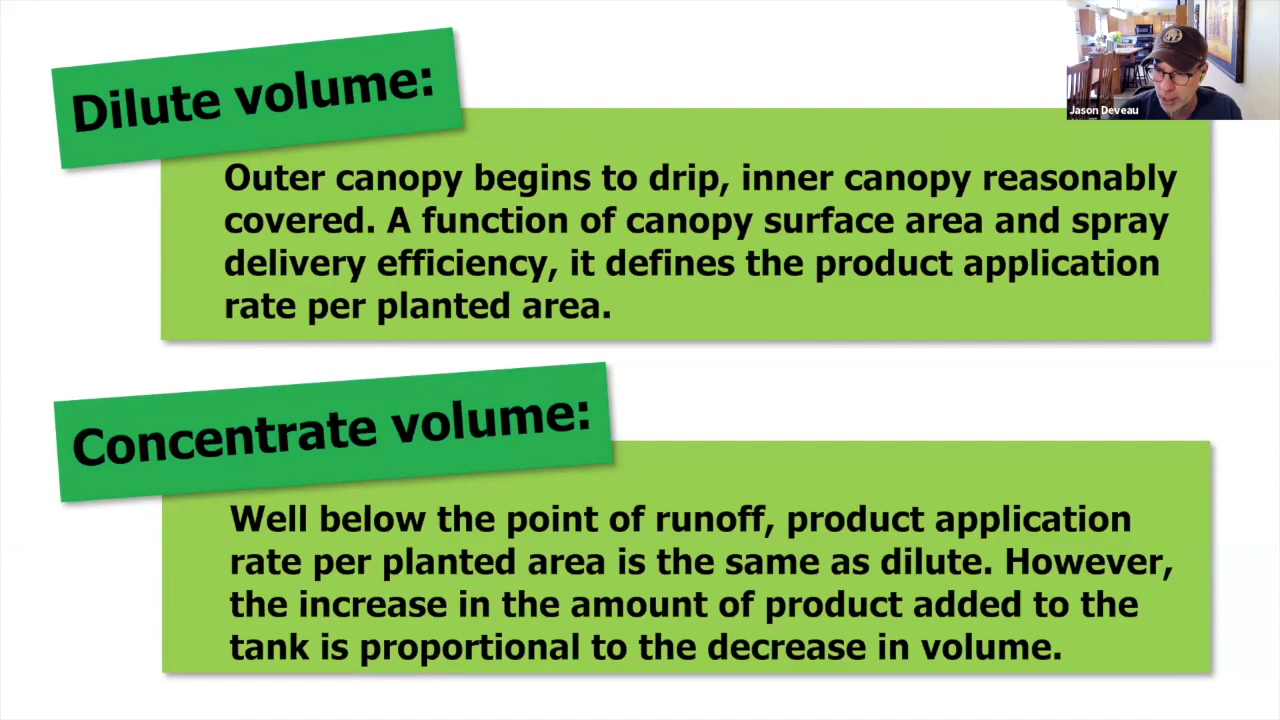 Dilute volume:
Jason Deveau
Outer canopy begins to drip, inner canopy reasonably
covered. A function of canopy surface area and spray
delivery efficiency, it defines the product application
rate per planted area.
Concentrate volume:
Well below the point of runoff, product application
rate per planted area is the same as dilute. However,
the increase in the amount of product added to the
tank is proportional to the decrease in volume.